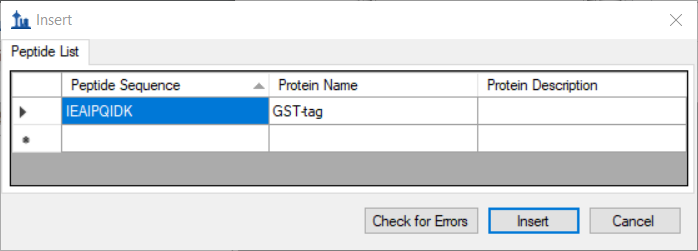 Insert
Peptide List
Peptide Sequence Protein Name Protein Description
IEAIPQIDK GST-tag
Check for Errors Insert Cancel